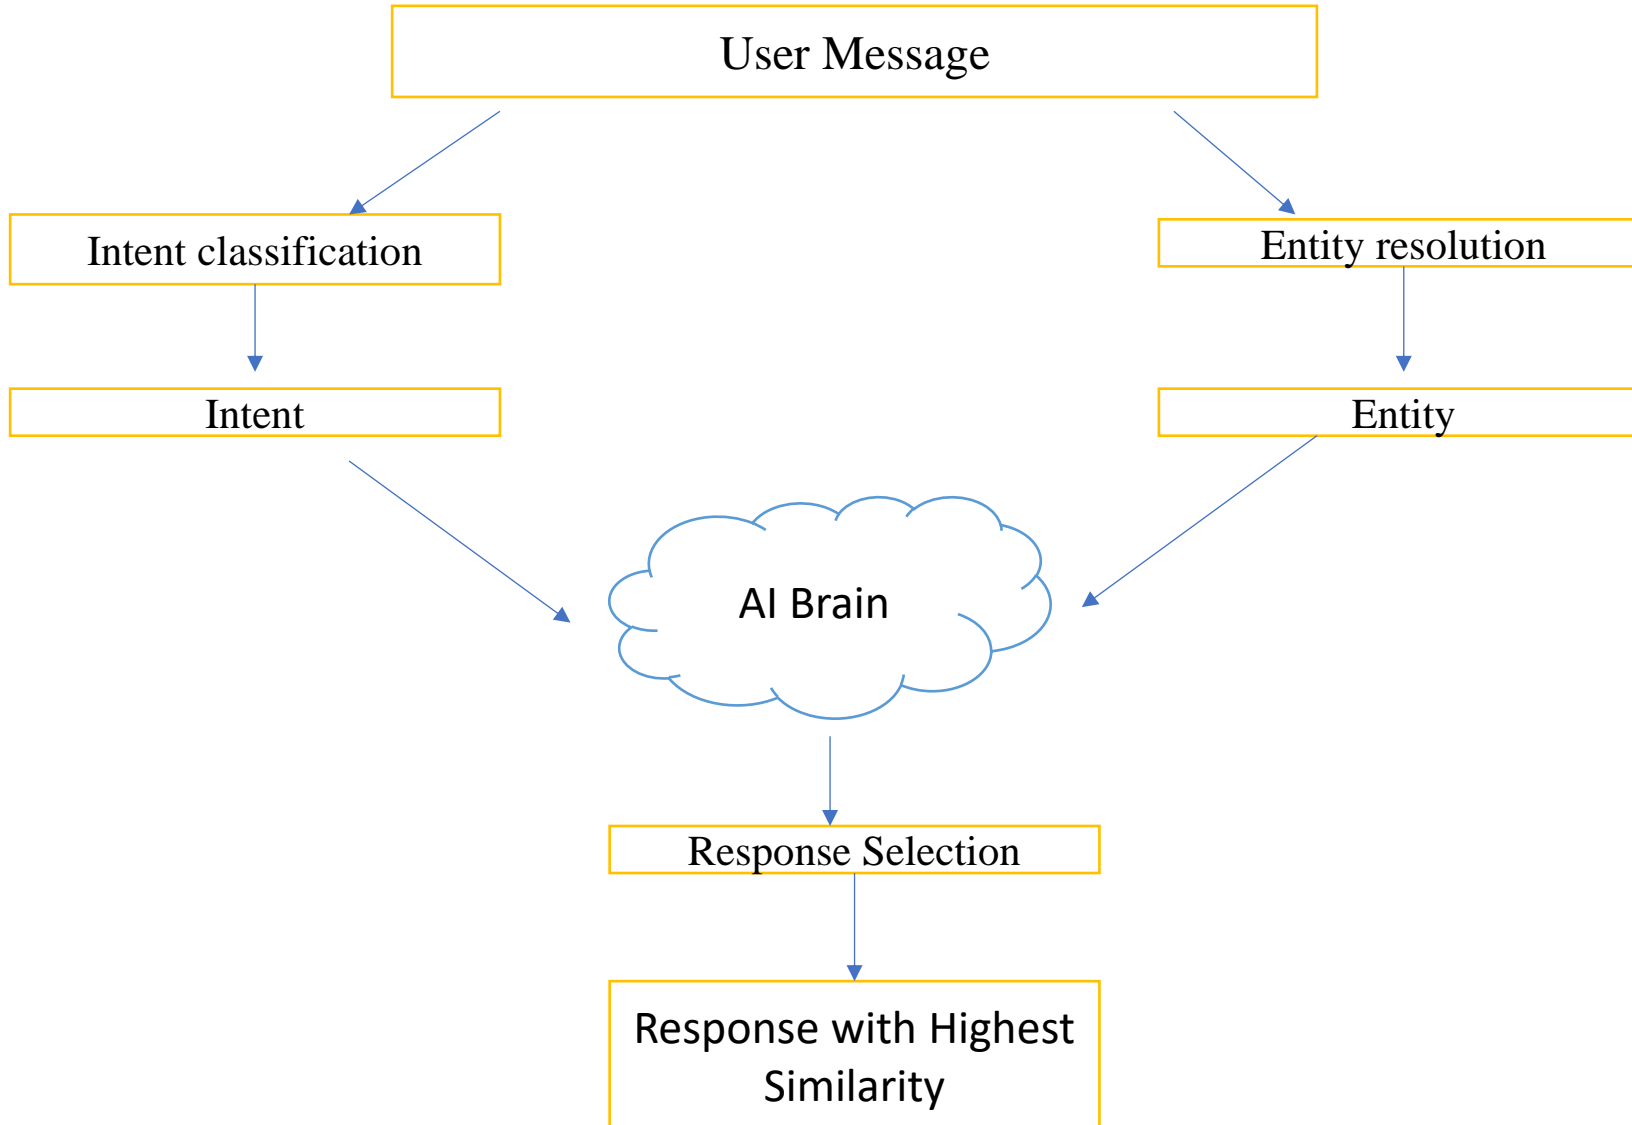 User Message
Intent classification
Entity resolution
Intent
Entity
AI Brain
Response Selection
Response with Highest
Similarity